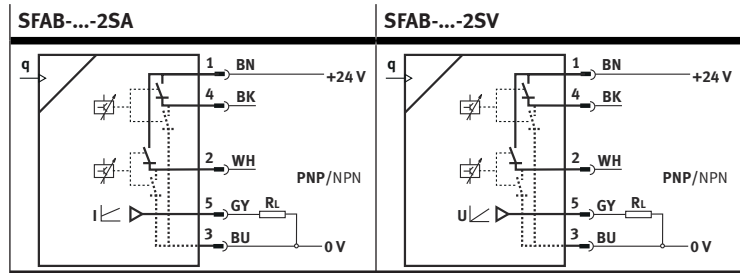 SFAB-...-2SA
q
1 BN
+24 V
4 BK
2 WH
PNP/NPN
I
5 GY RL
3 BU
0 V
SFAB-...-2SV
q
1 BN
+24 V
4 BK
2 WH
PNP/NPN
U
5 GY RL
3 BU
0 V